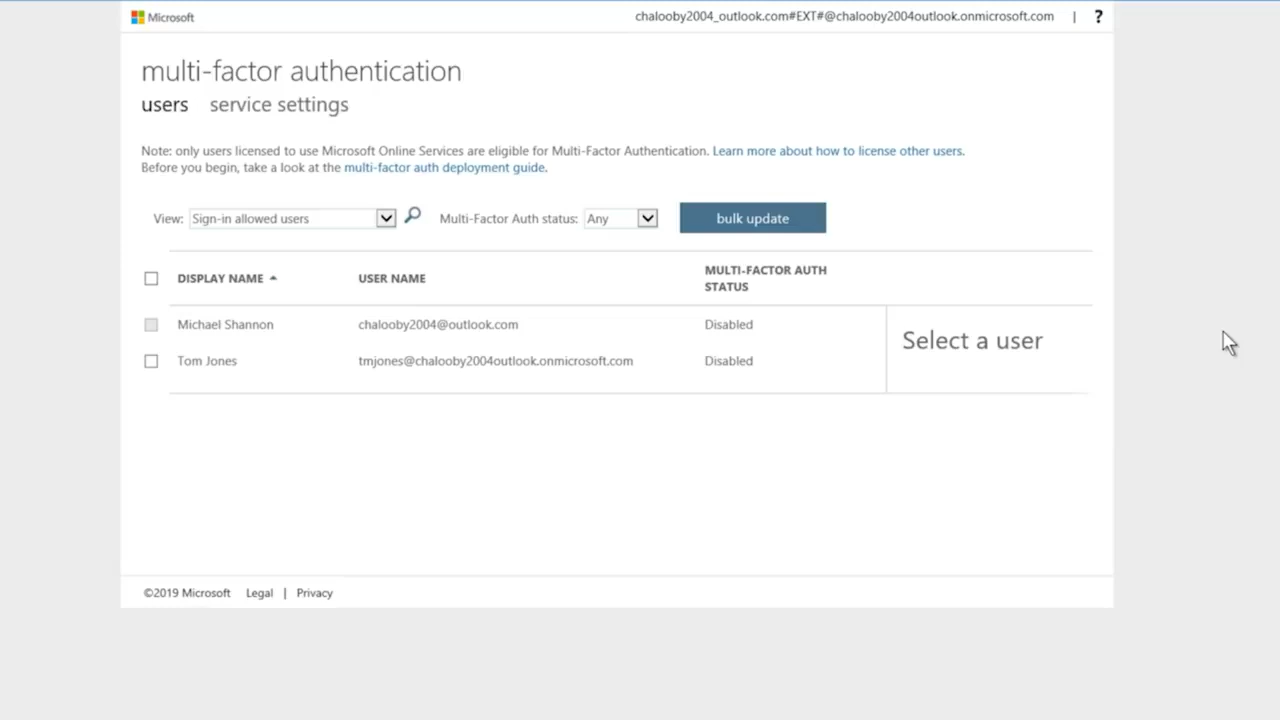 Microsoft
chalooby2004_outlook.com#EXT#@chalooby2004outlook.onmicrosoft.com | ?
multi-factor authentication
users service settings
Note: only users licensed to use Microsoft Online Services are eligible for Multi-Factor Authentication. Learn more about how to license other users.
Before you begin, take a look at the multi-factor auth deployment guide.
View: Sign-in allowed users Multi-Factor Auth status: Any bulk update
DISPLAY NAME USER NAME MULTI-FACTOR AUTH
STATUS
Michael Shannon chalooby2004@outlook.com Disabled
Select a user
Tom Jones tmjones@chalooby2004outlook.onmicrosoft.com Disabled
©2019 Microsoft Legal | Privacy